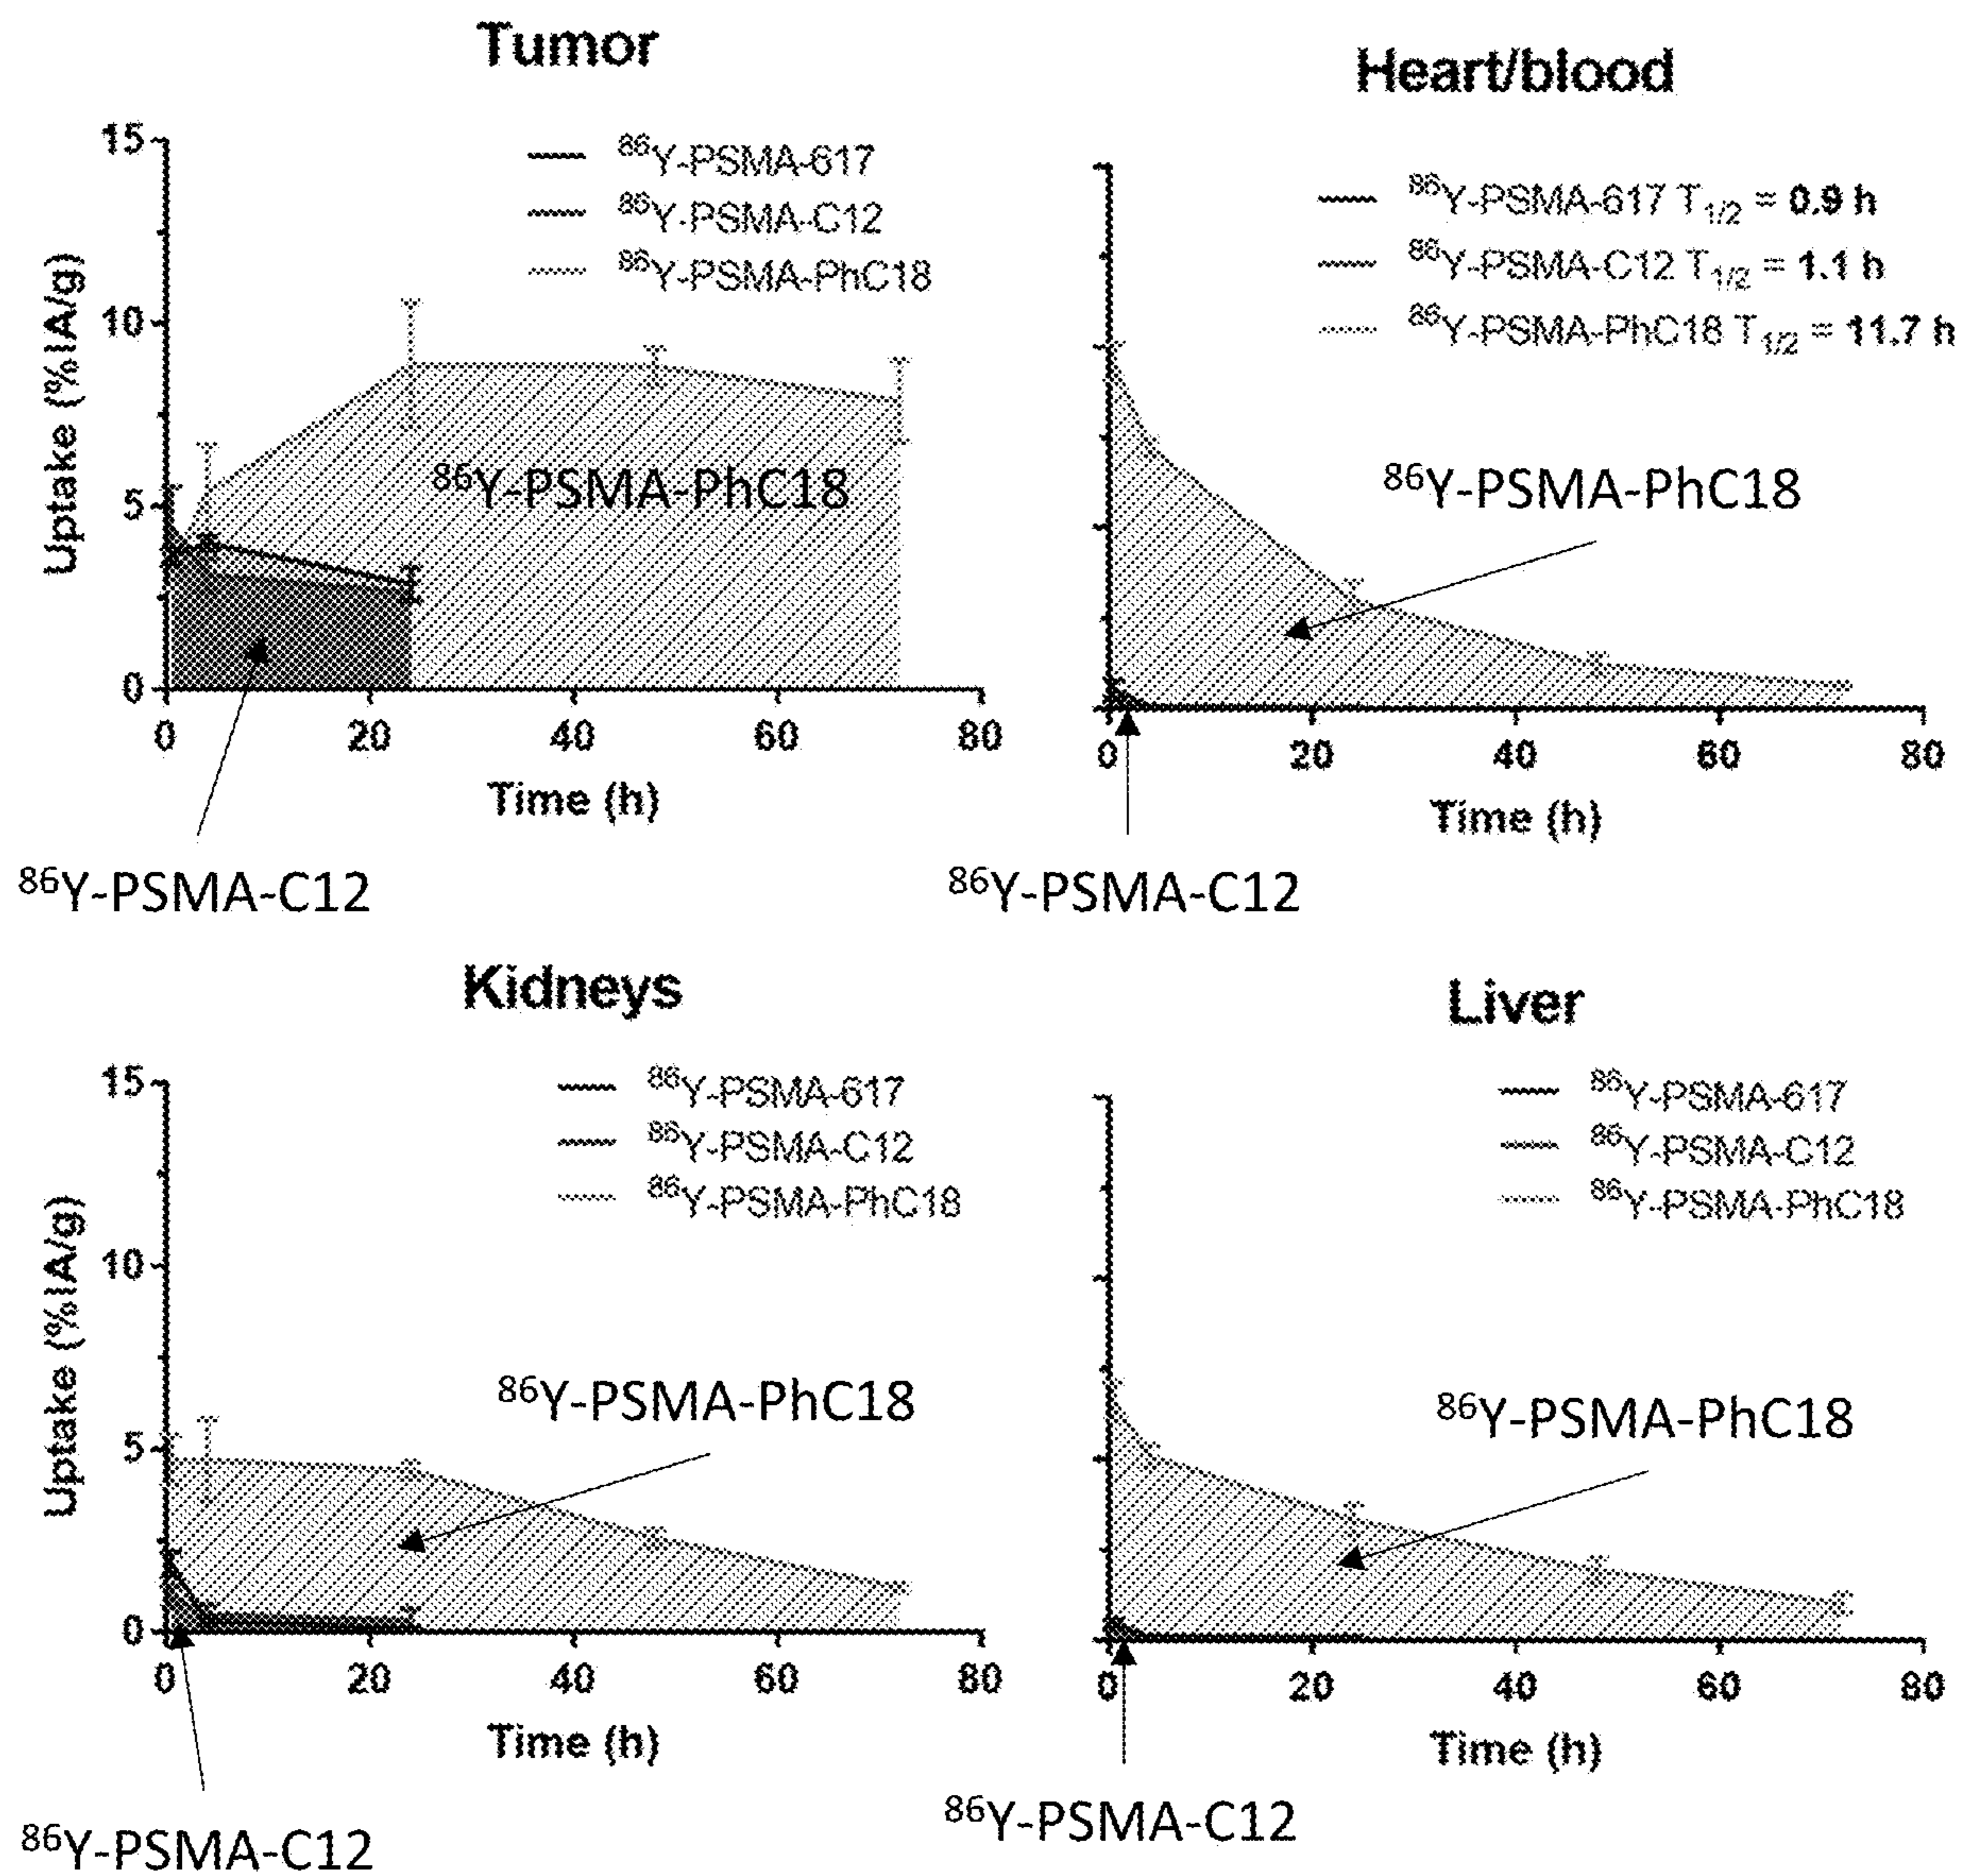 Tumor
15
10
5
0
Uptake (%IA/g)
⁸⁶Y-PSMA-617
⁸⁶Y-PSMA-C12
⁸⁶Y-PSMA-PhC18
⁸⁶Y-PSMA-PhC18
0 20 40 60 80
Time (h)
⁸⁶Y-PSMA-C12
Heart/blood
⁸⁶Y-PSMA-617 T₁/₂ = 0.9 h
⁸⁶Y-PSMA-C12 T₁/₂ = 1.1 h
⁸⁶Y-PSMA-PhC18 T₁/₂ = 11.7 h
⁸⁶Y-PSMA-PhC18
0 20 40 60 80
Time (h)
⁸⁶Y-PSMA-C12
Kidneys
15
10
5
0
Uptake (%IA/g)
⁸⁶Y-PSMA-617
⁸⁶Y-PSMA-C12
⁸⁶Y-PSMA-PhC18
⁸⁶Y-PSMA-PhC18
0 20 40 60 80
Time (h)
⁸⁶Y-PSMA-C12
Liver
⁸⁶Y-PSMA-617
⁸⁶Y-PSMA-C12
⁸⁶Y-PSMA-PhC18
⁸⁶Y-PSMA-PhC18
0 20 40 60 80
Time (h)
⁸⁶Y-PSMA-C12